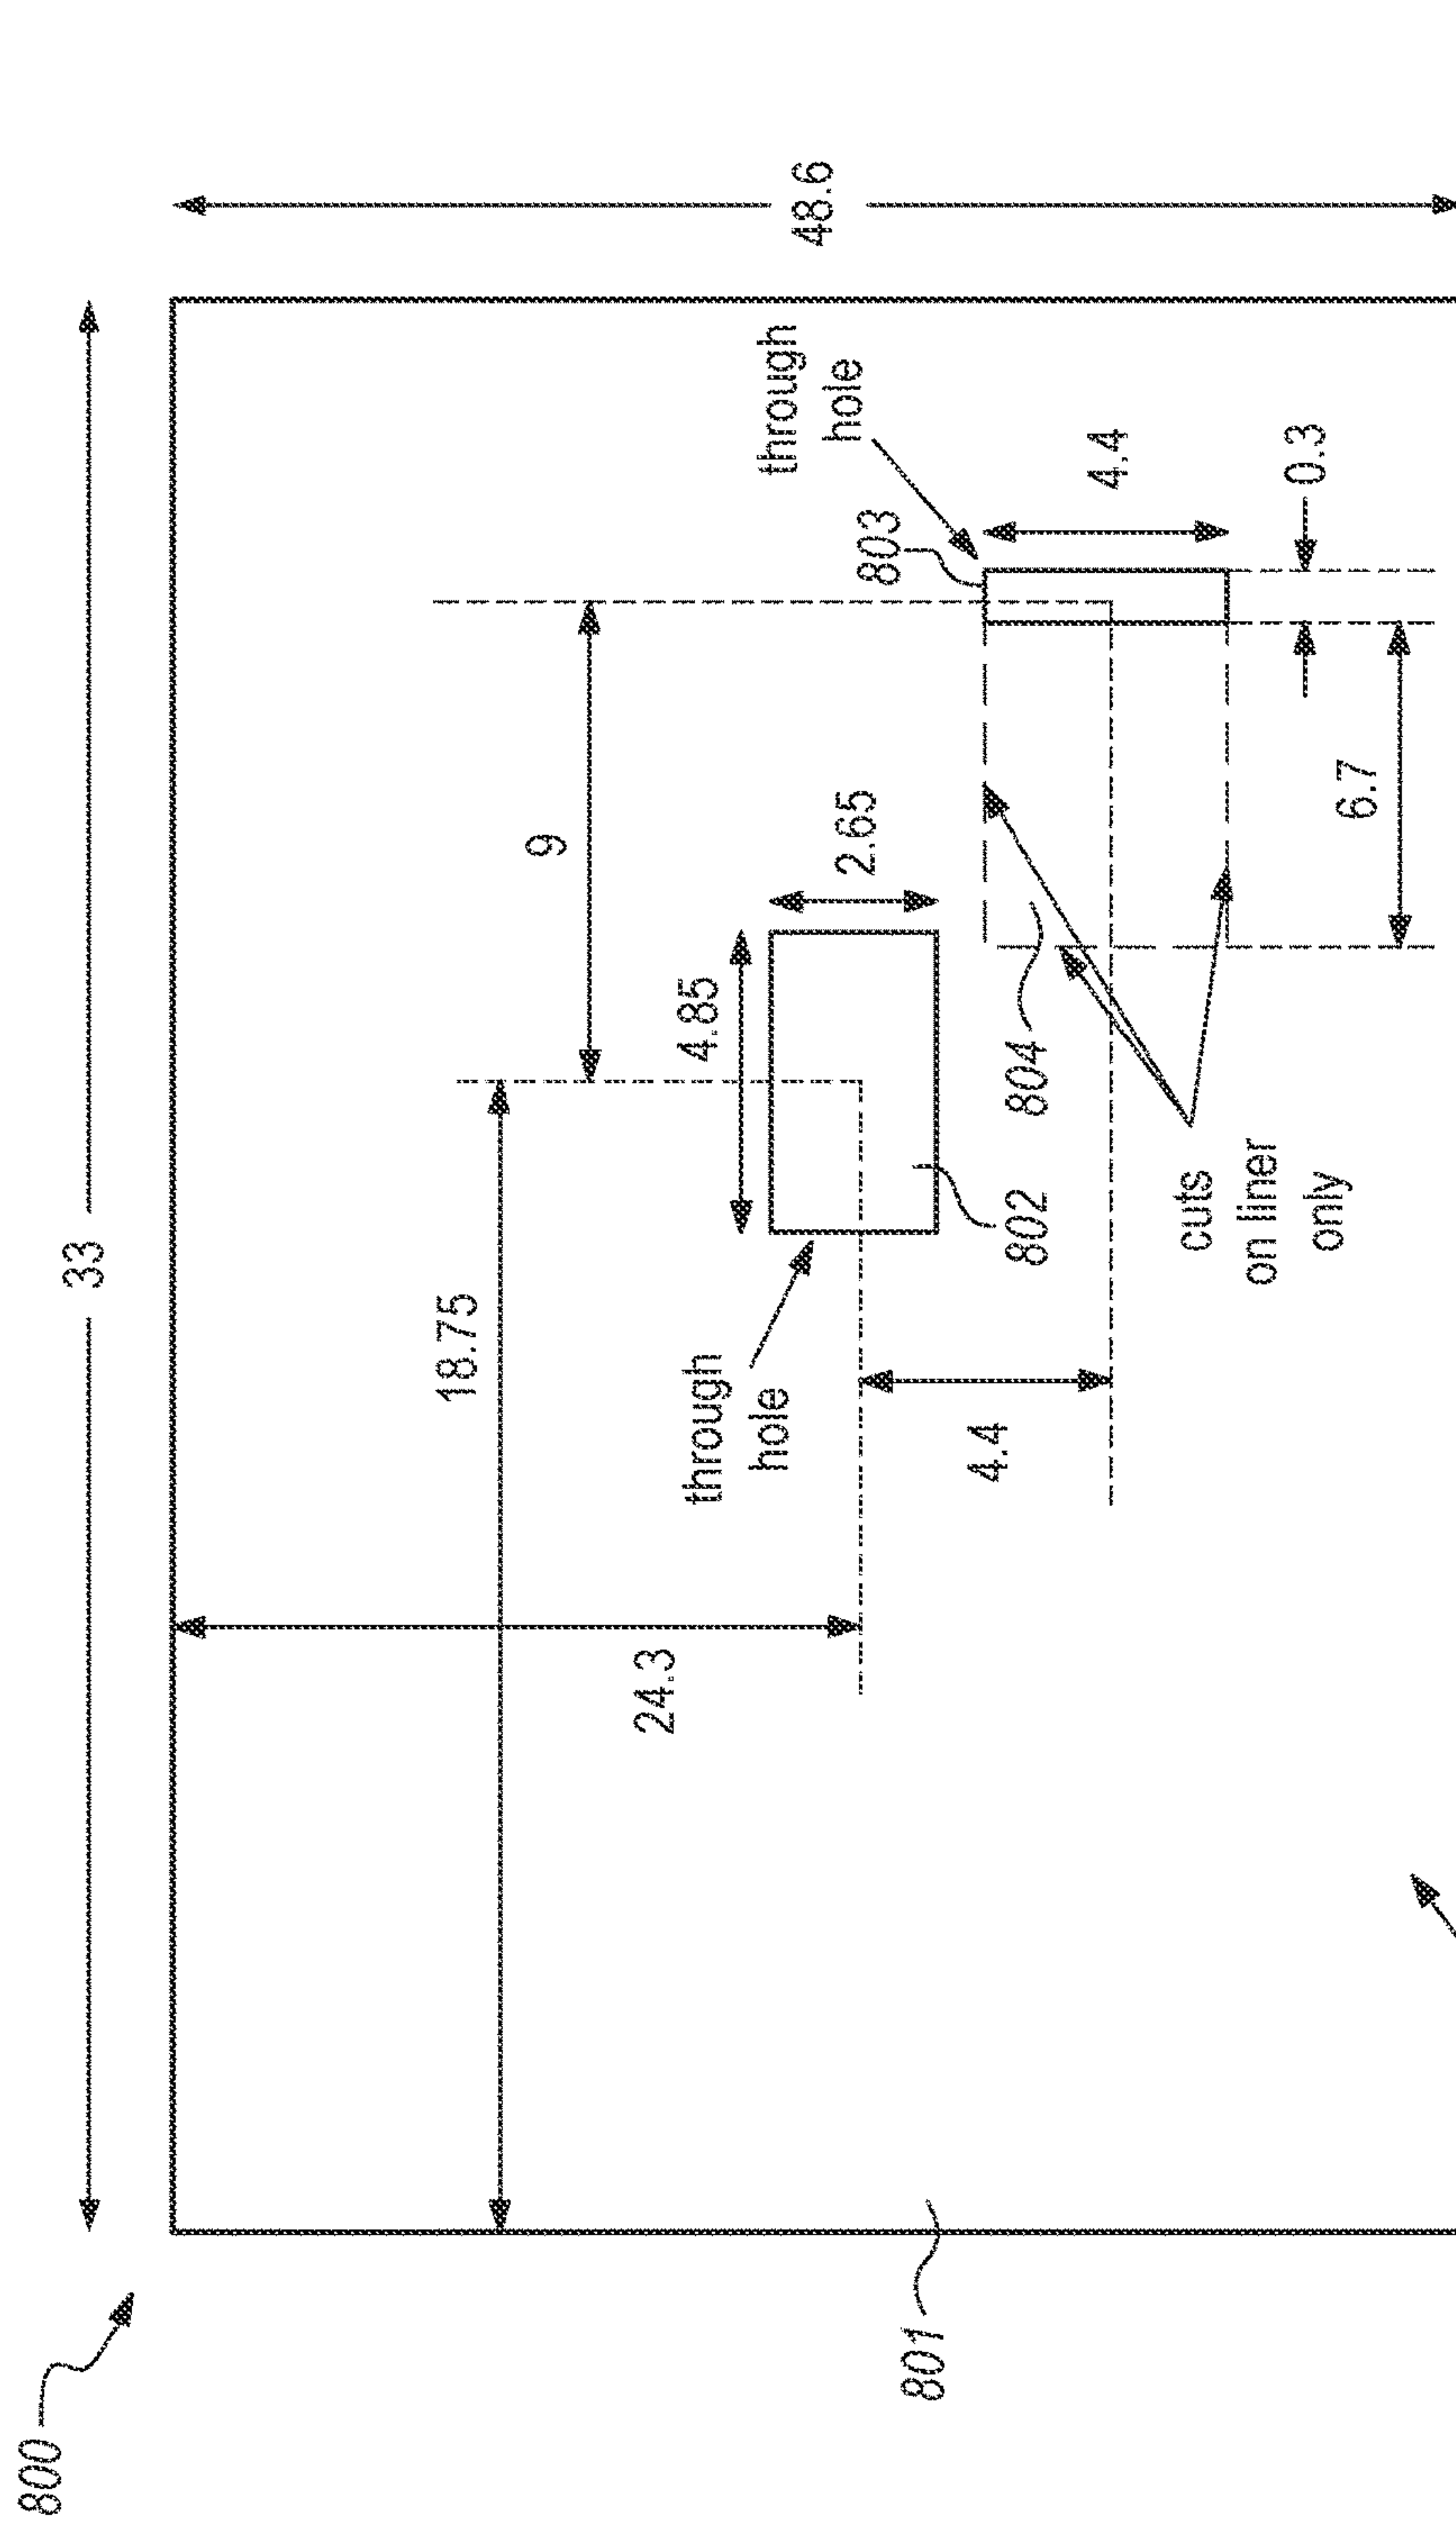 800
33
48.6
18.75
24.3
9
4.85
2.65
through
hole
802
through
hole
803
4.4
0.3
6.7
804
4.4
cuts
on liner
only
801